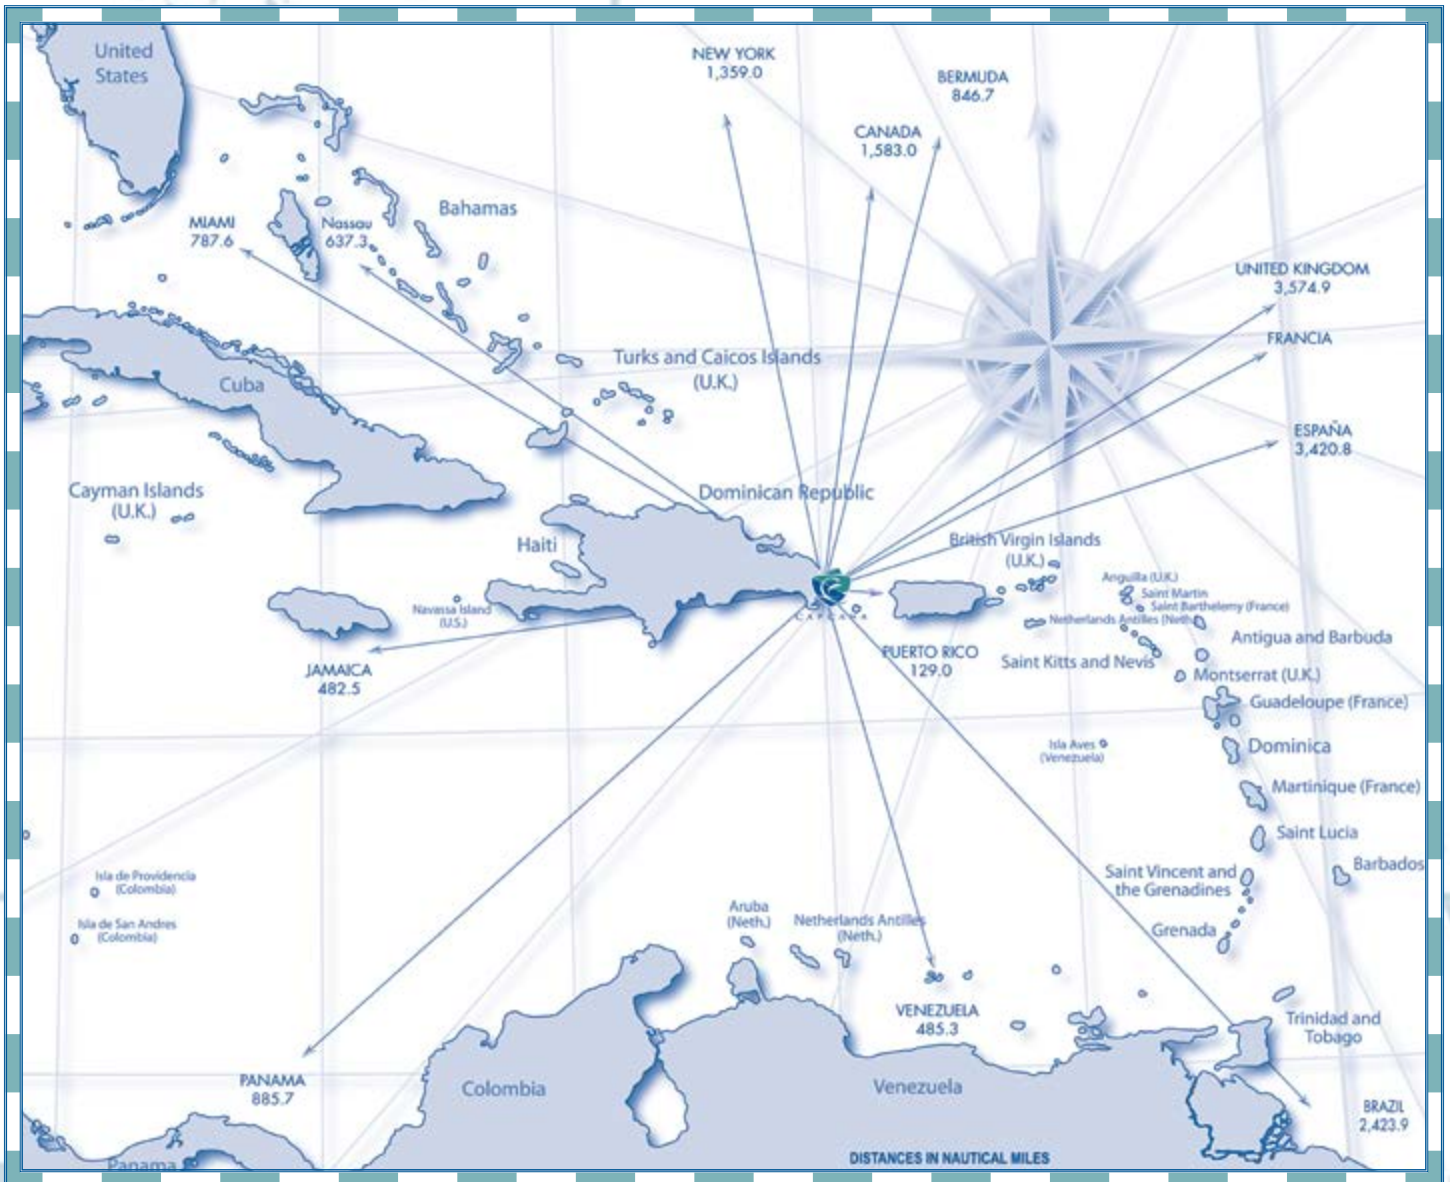 United
States
NEW YORK
1,359.0
BERMUDA
846.7
CANADA
1,583.0
MIAMI
787.6
Nassau
637.3
Bahamas
UNITED KINGDOM
3,574.9
FRANCIA
Turks and Caicos Islands
(U.K.)
Cuba
ESPAÑA
3,420.8
Cayman Islands
(U.K.)
Dominican Republic
Haiti
British Virgin Islands
(U.K.)
Anguilla (U.K.)
Saint Martin
Saint Barthelemy (France)
Navassa Island
(U.S.)
CAP CANA
Netherlands Antilles (Neth.)
Antigua and Barbuda
PUERTO RICO
129.0
Saint Kitts and Nevis
JAMAICA
482.5
Montserrat (U.K.)
Guadeloupe (France)
Isla Aves
(Venezuela)
Dominica
Martinique (France)
Saint Lucia
Barbados
Saint Vincent and
the Grenadines
Isla de Providencia
(Colombia)
Isla de San Andres
(Colombia)
Aruba
(Neth.)
Netherlands Antilles
(Neth.)
Grenada
VENEZUELA
485.3
Trinidad and
Tobago
PANAMA
885.7
Colombia
Venezuela
BRAZIL
2,423.9
Panama
DISTANCES IN NAUTICAL MILES